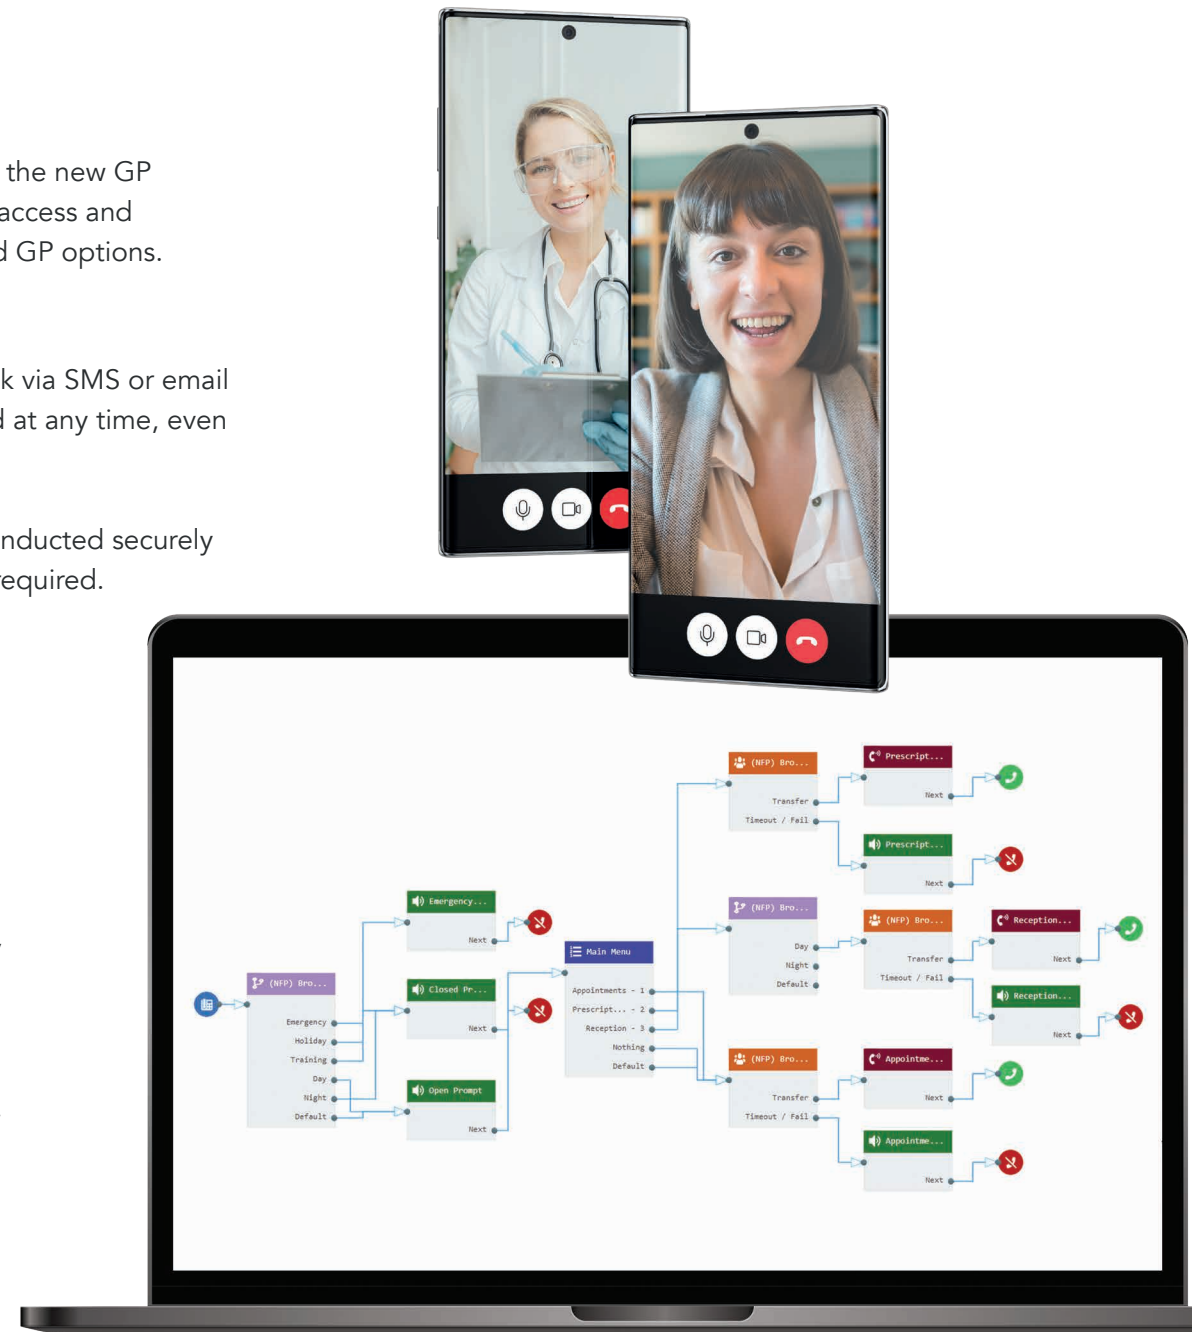 the new GP
access and
d GP options.
k via SMS or email
d at any time, even
nducted securely
required.
(NFP) Bro...
Emergency
Holiday
Training
Day
Night
Default
Emergency...
Next
Closed Pr...
Next
Open Prompt
Next
Main Menu
Appointments - 1
Prescript... - 2
Reception - 3
Nothing
Default
(NFP) Bro...
Transfer
Timeout / Fail
Prescript...
Next
Prescript...
Next
(NFP) Bro...
Day
Night
Default
(NFP) Bro...
Transfer
Timeout / Fail
Reception...
Next
Reception...
Next
(NFP) Bro...
Transfer
Timeout / Fail
Appointme...
Next
Appointme...
Next